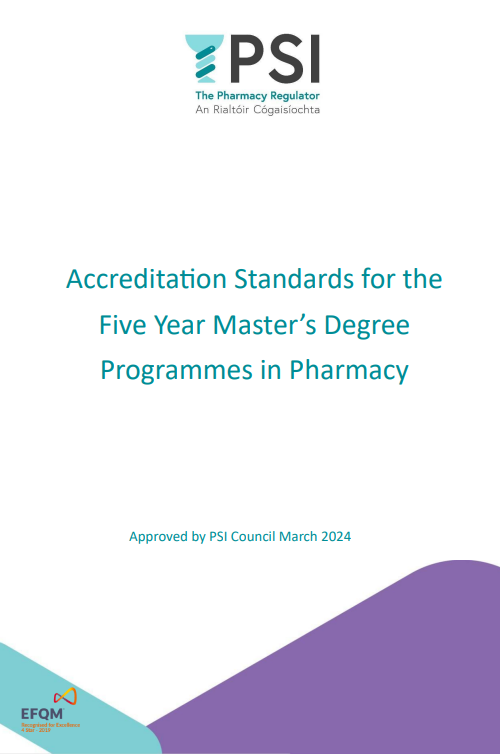 PSI
The Pharmacy Regulator
An Rialtóir Cógaisíochta
Accreditation Standards for the
Five Year Master’s Degree
Programmes in Pharmacy
Approved by PSI Council March 2024
EFQM
Recognised for Excellence